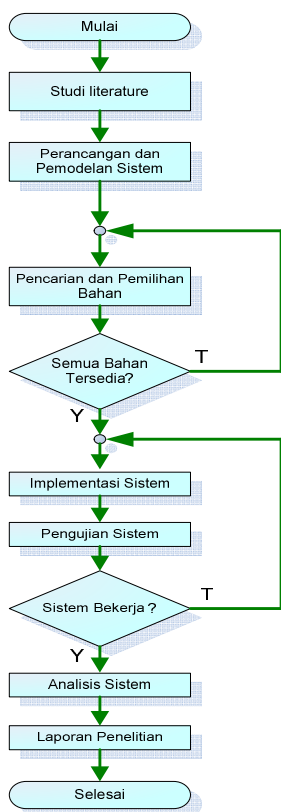 Mulai
Studi literature
Perancangan dan
Pemodelan Sistem
Pencarian dan Pemilihan
Bahan
Semua Bahan
Tersedia?
T
Y
Implementasi Sistem
Pengujian Sistem
Sistem Bekerja ?
T
Y
Analisis Sistem
Laporan Penelitian
Selesai